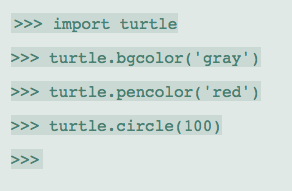 >>> import turtle
>>> turtle.bgcolor('gray')
>>> turtle.pencolor('red')
>>> turtle.circle(100)
>>>